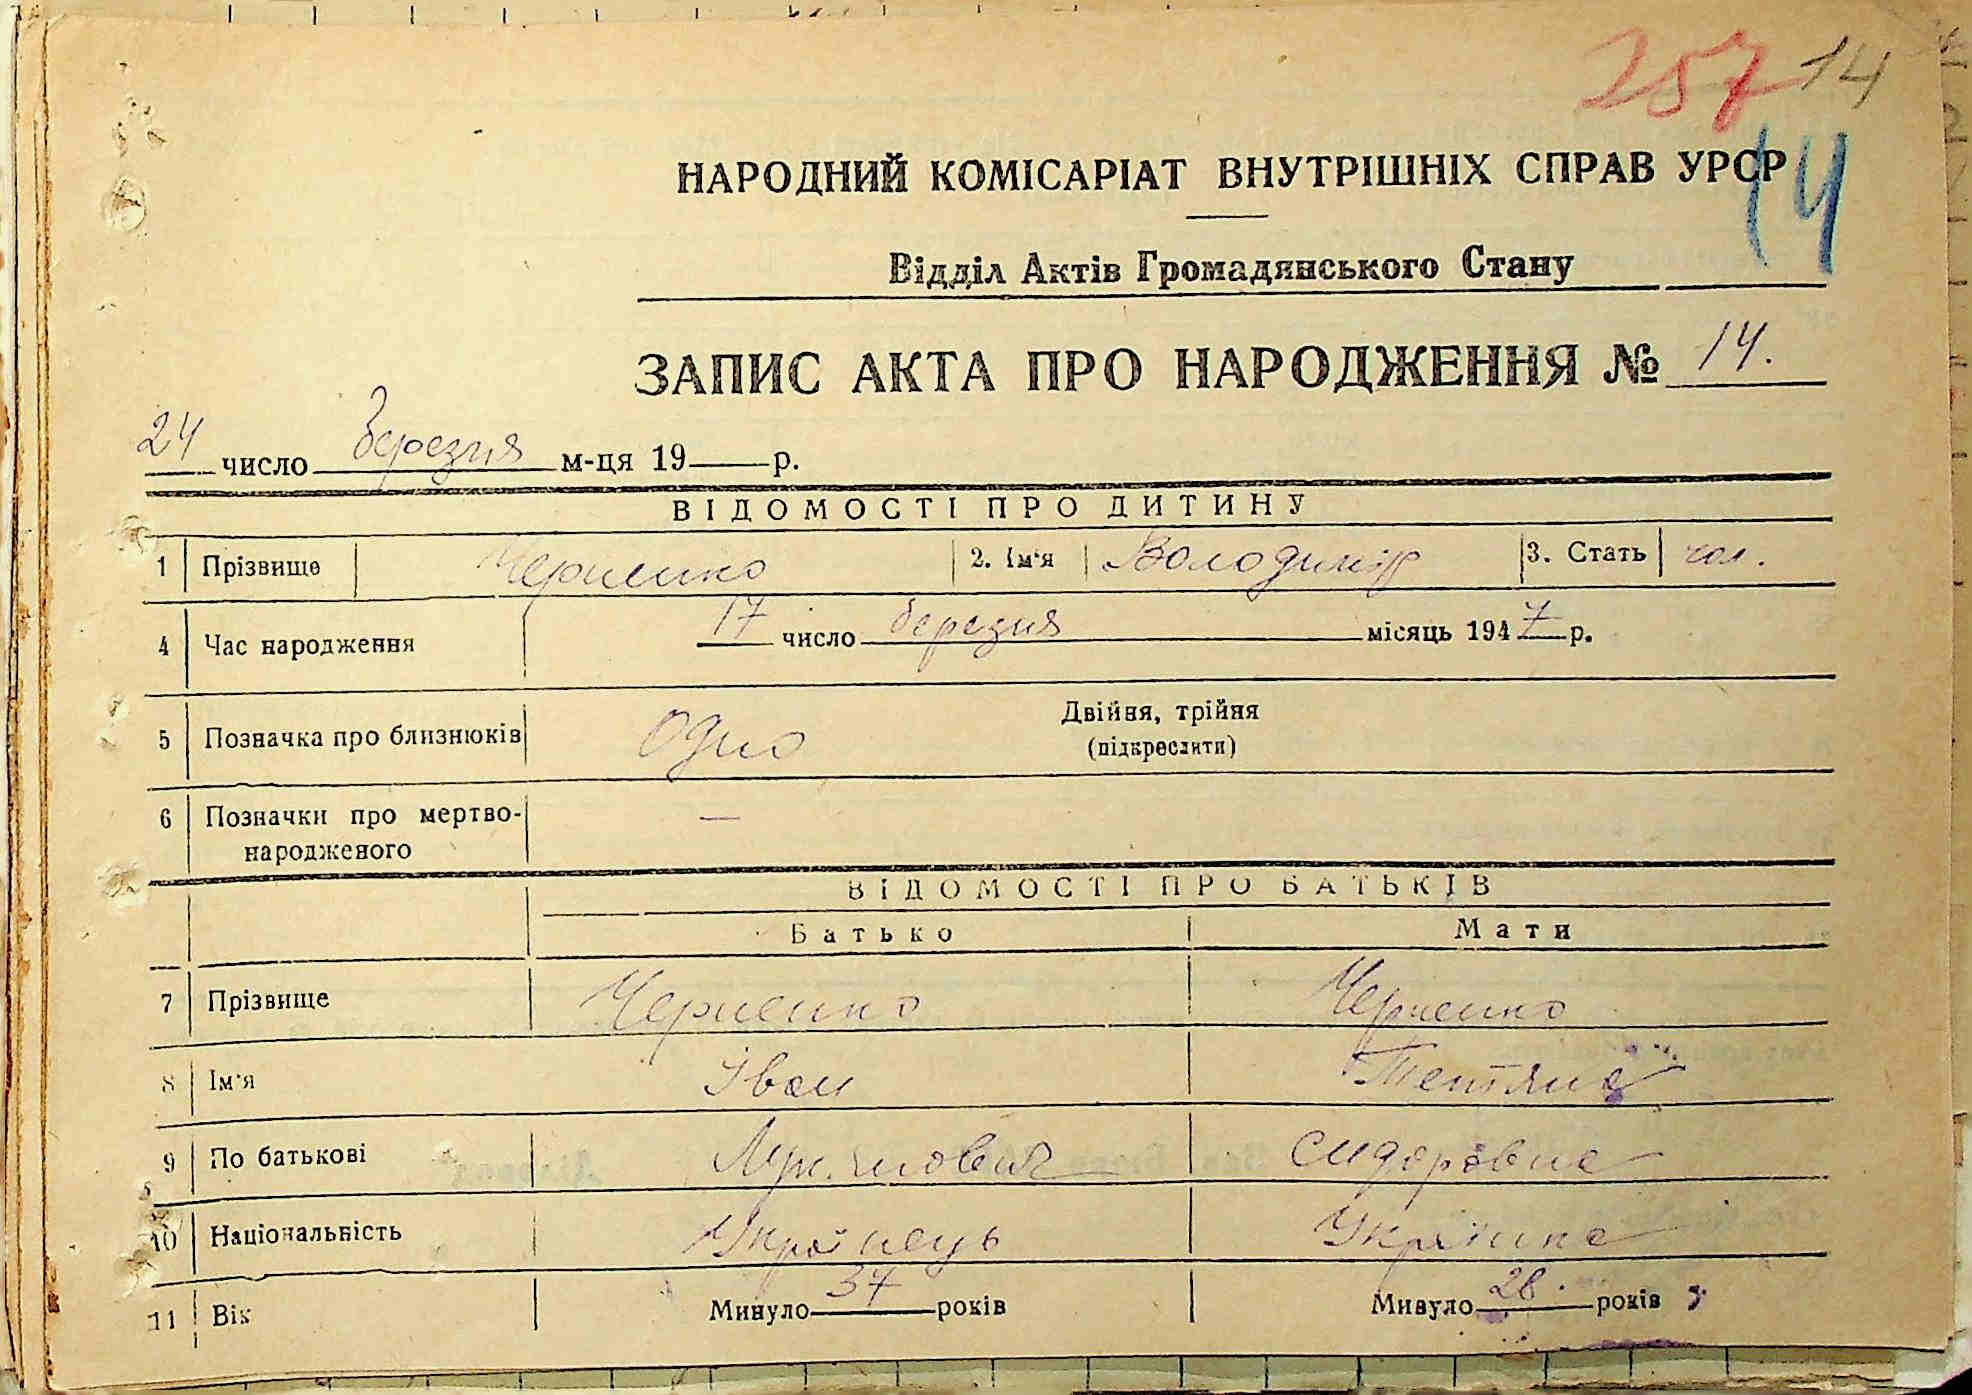 257 14
14
НАРОДНИЙ КОМІСАРІАТ ВНУТРІШНІХ СПРАВ УРСР
Відділ Актів Громадянського Стану
ЗАПИС АКТА ПРО НАРОДЖЕННЯ № 14.
24 число березня м-ця 19 р.
ВІДОМОСТІ ПРО ДИТИНУ
1 Прізвище Черненко 2. Ім'я Володимир 3. Стать чол.
4 Час народження 17 число березня місяць 1947 р.
5 Позначка про близнюків Одно Двійня, трійня
(підкреслити)
6 Позначки про мертво-
народженого —
ВІДОМОСТІ ПРО БАТЬКІВ
Батько Мати
7 Прізвище Черненко Черненко
8 Ім'я Іван Тетяна
9 По батькові Сидоровна
10 Національність Українець Українка
11 Вік Минуло 37 років Минуло 28 років